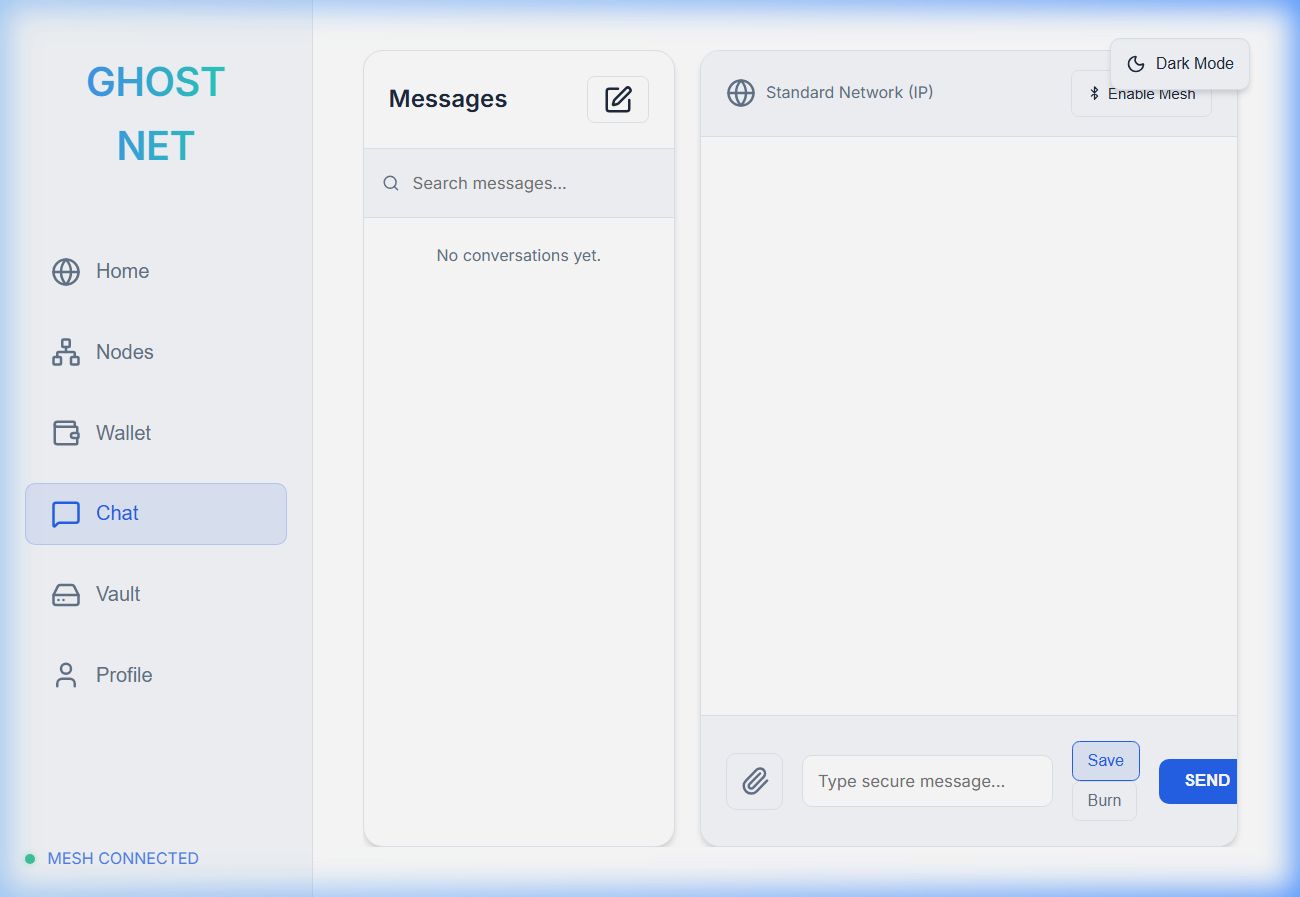 GHOST
NET
Home
Nodes
Wallet
Chat
Vault
Profile
MESH CONNECTED
Messages
Search messages...
No conversations yet.
Standard Network (IP)
Enable Mesh
Dark Mode
Type secure message...
Save
Burn
SEND